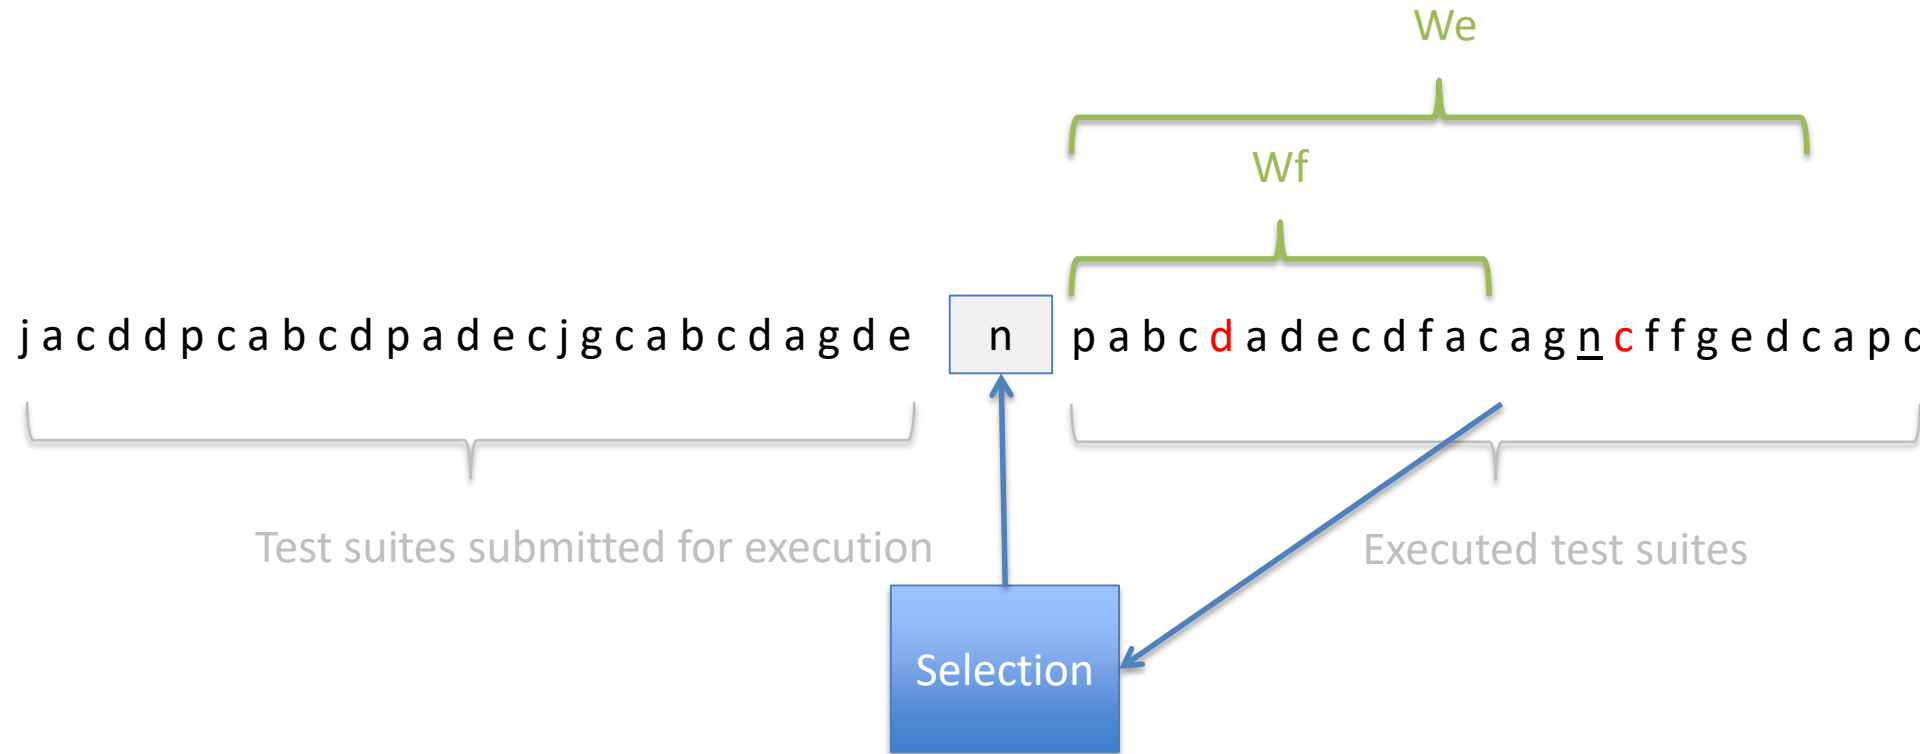 We
Wf
j a c d d p c a b c d p a d e c j g c a b c d a g d e n p a b c d a d e c d f a c a g n c f f g e d c a p
Test suites submitted for execution
Executed test suites
Selection